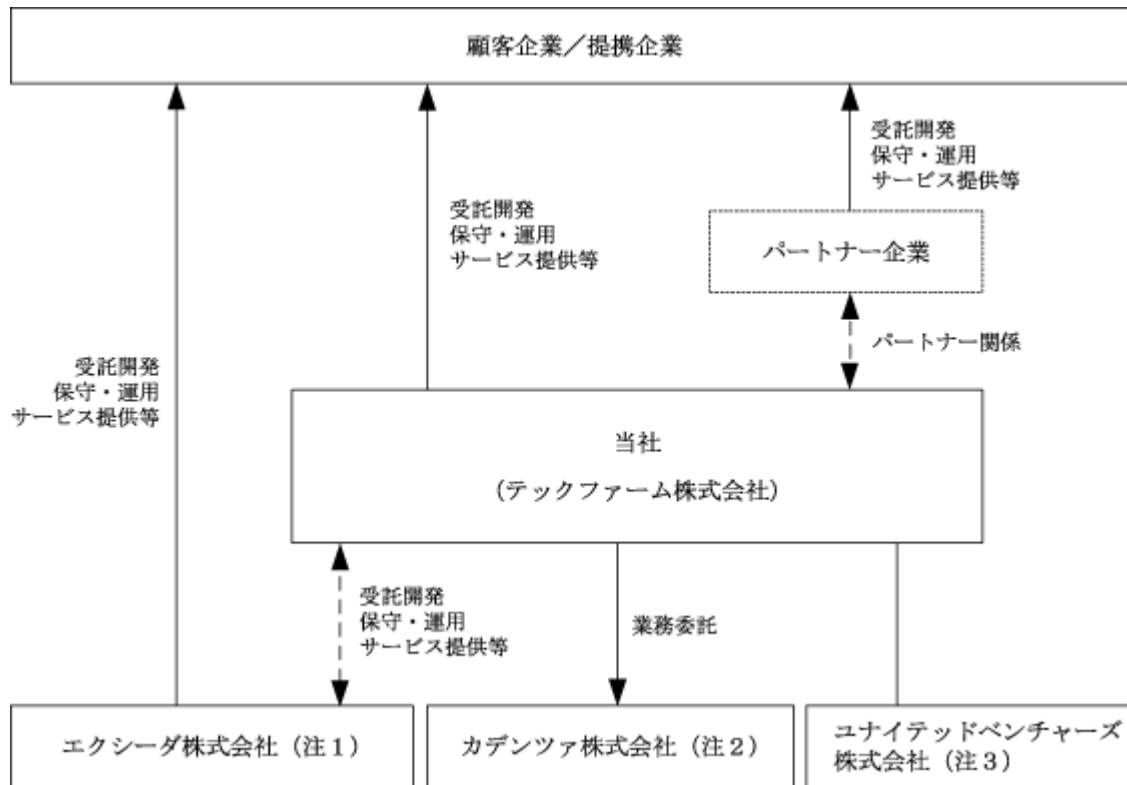 顧客企業/提携企業
受託開発
保守・運用
サービス提供等
受託開発
保守・運用
サービス提供等
パートナー企業
パートナー関係
受託開発
保守・運用
サービス提供等
当社
(テックファーム株式会社)
受託開発
保守・運用
サービス提供等
業務委託
エクシーダ株式会社(注1)
カデンツァ株式会社(注2)
ユナイテッドベンチャーズ
株式会社(注3)